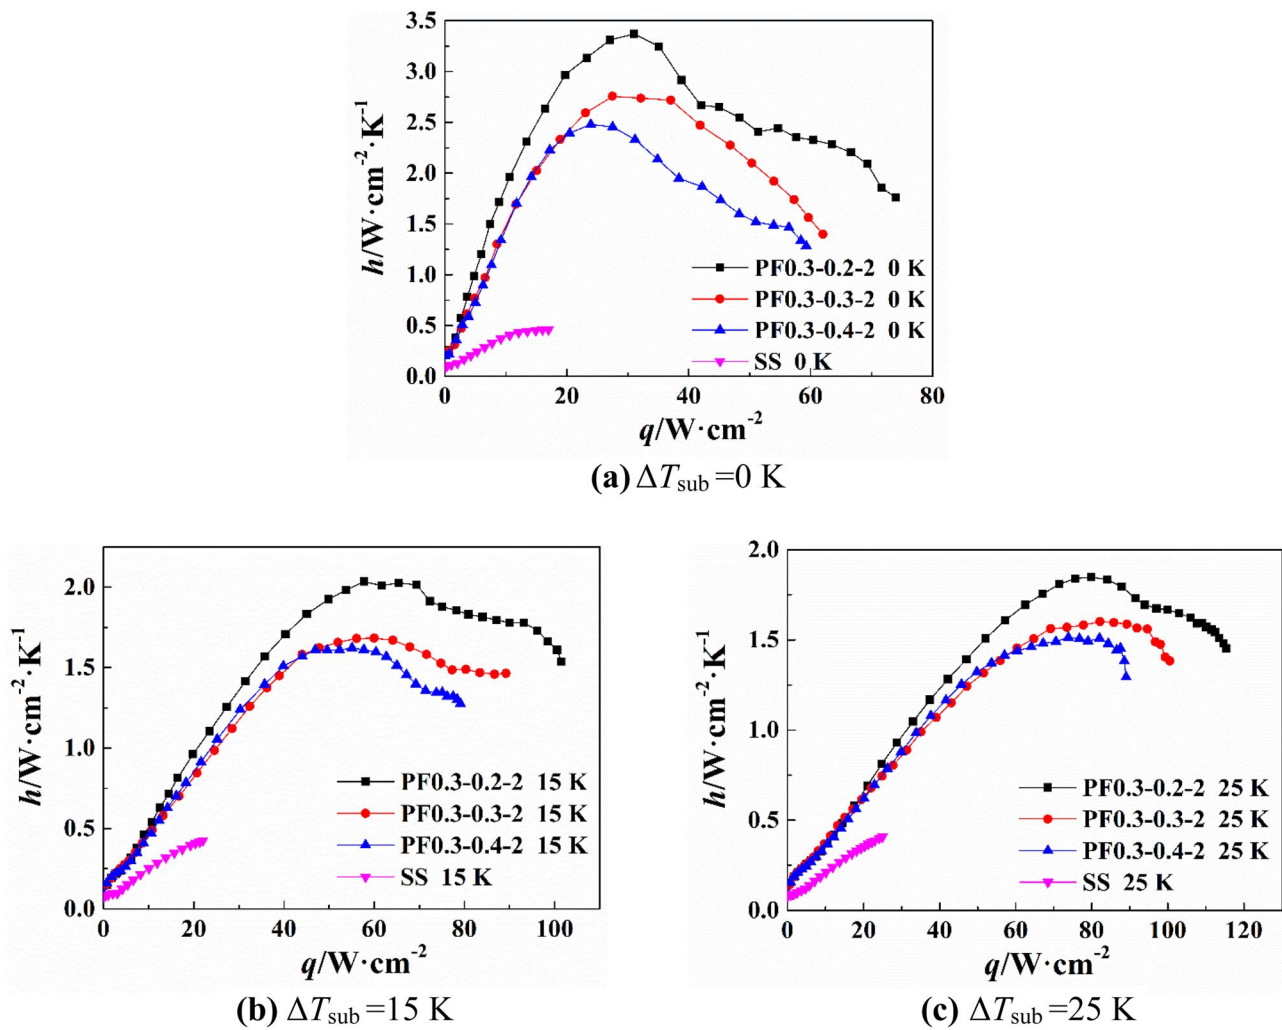 3.5
3.0
2.5
2.0
1.5
1.0
0.5
0.0
h/W·cm⁻²·K⁻¹
PF0.3-0.2-2 0 K
PF0.3-0.3-2 0 K
PF0.3-0.4-2 0 K
SS 0 K
0 20 40 60 80
q/W·cm⁻²
(a) ΔT_sub =0 K
2.0
1.5
1.0
0.5
0.0
h/W·cm⁻²·K⁻¹
PF0.3-0.2-2 15 K
PF0.3-0.3-2 15 K
PF0.3-0.4-2 15 K
SS 15 K
0 20 40 60 80 100
q/W·cm⁻²
(b) ΔT_sub =15 K
2.0
1.5
1.0
0.5
0.0
h/W·cm⁻²·K⁻¹
PF0.3-0.2-2 25 K
PF0.3-0.3-2 25 K
PF0.3-0.4-2 25 K
SS 25 K
0 20 40 60 80 100 120
q/W·cm⁻²
(c) ΔT_sub =25 K